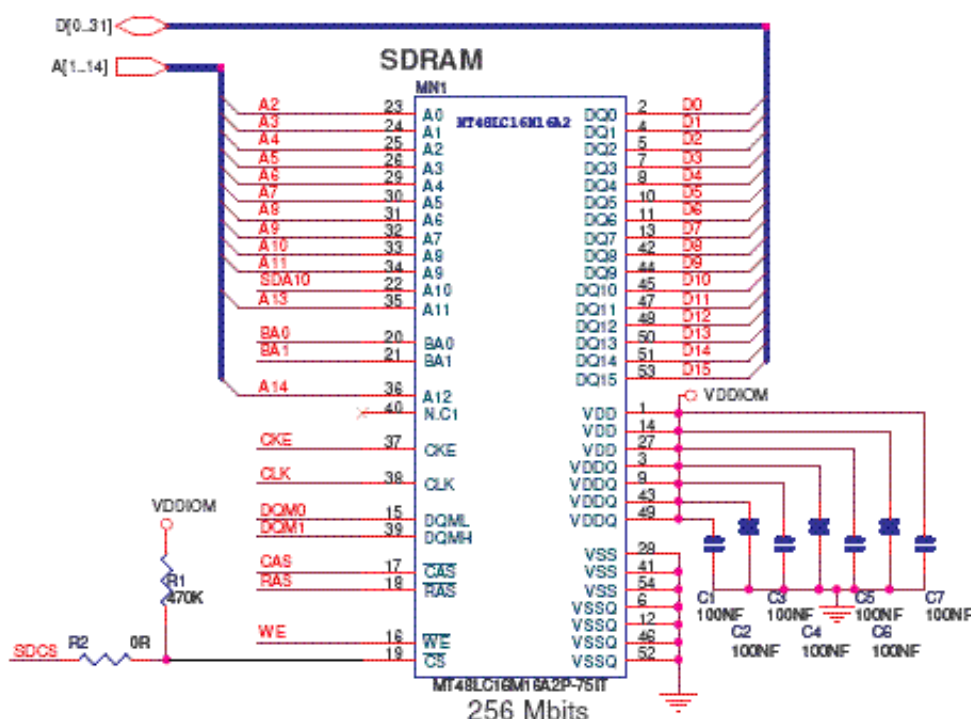 D[0..31]
A[1..14]
SDRAM
MN1
MT48LC16M16A2
A2 23 A0 DQ0 2 D0
A3 24 A1 DQ1 4 D1
A4 25 A2 DQ2 5 D2
A5 26 A3 DQ3 7 D3
A6 29 A4 DQ4 8 D4
A7 30 A5 DQ5 10 D5
A8 31 A6 DQ6 11 D6
A9 32 A7 DQ7 13 D7
A10 33 A8 DQ8 42 D8
A11 34 A9 DQ9 44 D9
SDA10 22 A10 DQ10 45 D10
A13 35 A11 DQ11 47 D11
DQ12 48 D12
BA0 20 BA0 DQ13 50 D13
BA1 21 BA1 DQ14 51 D14
DQ15 53 D15
A14 36 A12
VDDIOM
40 N.C1 VDD 1
VDD 14
CKE 37 CKE VDD 27
VDDQ 3
CLK 38 CLK VDDQ 9
VDDQ 43
DQM0 15 DQML VDDQ 49
DQM1 39 DQMH
VDDIOM
VSS 28
CAS 17 CAS VSS 41
RAS 18 RAS VSS 54
VSSQ 6
VSSQ 12
WE 16 WE VSSQ 46
19 CS VSSQ 52
R1
470K
R2 0R
SDCS
C1 C3 C5 C7
100NF 100NF 100NF 100NF
C2 C4 C6
100NF 100NF 100NF
MT48LC16M16A2P-75IT
256 Mbits